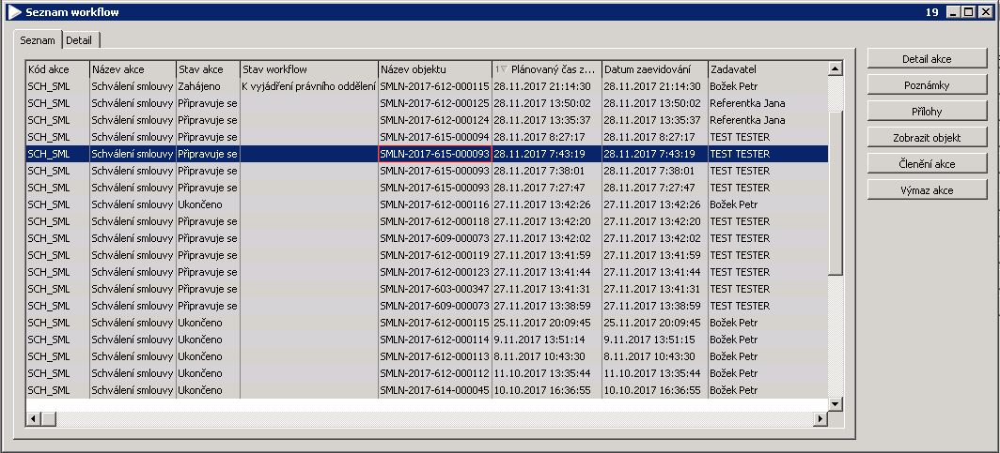 Seznam workflow 19
Seznam Detail
Kód akce Název akce Stav akce Stav workflow Název objektu 1 Plánovaný čas z... Datum zaevidování Zadavatel
SCH_SML Schválení smlouvy Zahájeno K vyjádření právního oddělení SMLN-2017-612-000115 28.11.2017 21:14:30 28.11.2017 21:14:30 Božek Petr
SCH_SML Schválení smlouvy Připravuje se SMLN-2017-612-000125 28.11.2017 13:50:02 28.11.2017 13:50:02 Referentka Jana
SCH_SML Schválení smlouvy Připravuje se SMLN-2017-612-000124 28.11.2017 13:35:37 28.11.2017 13:35:37 Referentka Jana
SCH_SML Schválení smlouvy Připravuje se SMLN-2017-615-000094 28.11.2017 8:27:17 28.11.2017 8:27:17 TEST TESTER
SCH_SML Schválení smlouvy Připravuje se SMLN-2017-615-000093 28.11.2017 7:43:19 28.11.2017 7:43:19 TEST TESTER
SCH_SML Schválení smlouvy Připravuje se SMLN-2017-615-000093 28.11.2017 7:38:01 28.11.2017 7:38:01 TEST TESTER
SCH_SML Schválení smlouvy Připravuje se SMLN-2017-615-000093 28.11.2017 7:27:47 28.11.2017 7:27:47 TEST TESTER
SCH_SML Schválení smlouvy Ukončeno SMLN-2017-612-000116 27.11.2017 13:42:26 27.11.2017 13:42:26 Božek Petr
SCH_SML Schválení smlouvy Připravuje se SMLN-2017-612-000118 27.11.2017 13:42:20 27.11.2017 13:42:20 TEST TESTER
SCH_SML Schválení smlouvy Připravuje se SMLN-2017-609-000073 27.11.2017 13:42:02 27.11.2017 13:42:02 TEST TESTER
SCH_SML Schválení smlouvy Připravuje se SMLN-2017-612-000119 27.11.2017 13:41:59 27.11.2017 13:41:59 TEST TESTER
SCH_SML Schválení smlouvy Připravuje se SMLN-2017-612-000123 27.11.2017 13:41:44 27.11.2017 13:41:44 TEST TESTER
SCH_SML Schválení smlouvy Připravuje se SMLN-2017-603-000347 27.11.2017 13:41:31 27.11.2017 13:41:31 TEST TESTER
SCH_SML Schválení smlouvy Připravuje se SMLN-2017-609-000073 27.11.2017 13:38:59 27.11.2017 13:38:59 TEST TESTER
SCH_SML Schválení smlouvy Ukončeno SMLN-2017-612-000115 25.11.2017 20:09:45 25.11.2017 20:09:45 Božek Petr
SCH_SML Schválení smlouvy Ukončeno SMLN-2017-612-000114 9.11.2017 13:51:14 9.11.2017 13:51:15 Božek Petr
SCH_SML Schválení smlouvy Ukončeno SMLN-2017-612-000113 8.11.2017 10:43:30 8.11.2017 10:43:30 Božek Petr
SCH_SML Schválení smlouvy Ukončeno SMLN-2017-612-000112 11.10.2017 13:35:44 11.10.2017 13:35:44 Božek Petr
SCH_SML Schválení smlouvy Ukončeno SMLN-2017-614-000045 10.10.2017 16:36:55 10.10.2017 16:36:55 Božek Petr
Detail akce
Poznámky
Přílohy
Zobrazit objekt
Členění akce
Výmaz akce